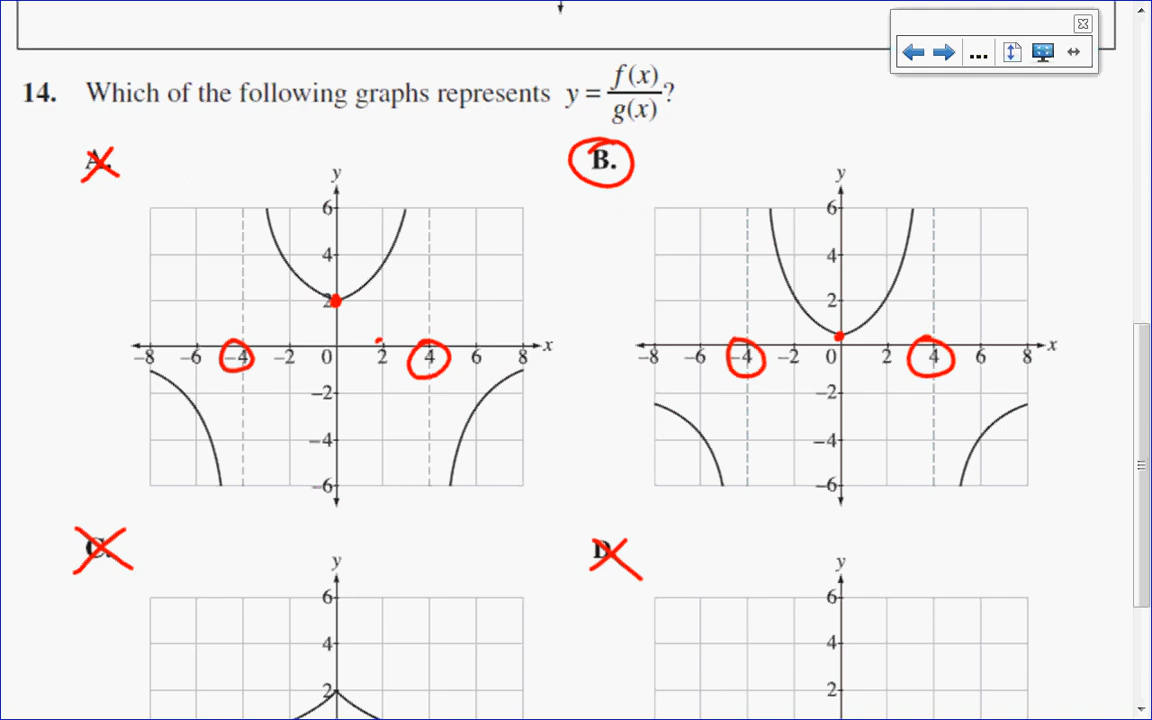 14. Which of the following graphs represents y = f(x)/g(x)?
A. B.
y y
6 6
4 4
2 2
−8 −6 −4 −2 0 2 4 6 8 x −8 −6 −4 −2 0 2 4 6 8 x
−2 −2
−4 −4
−6 −6
C. D.
y y
6 6
4 4
2 2